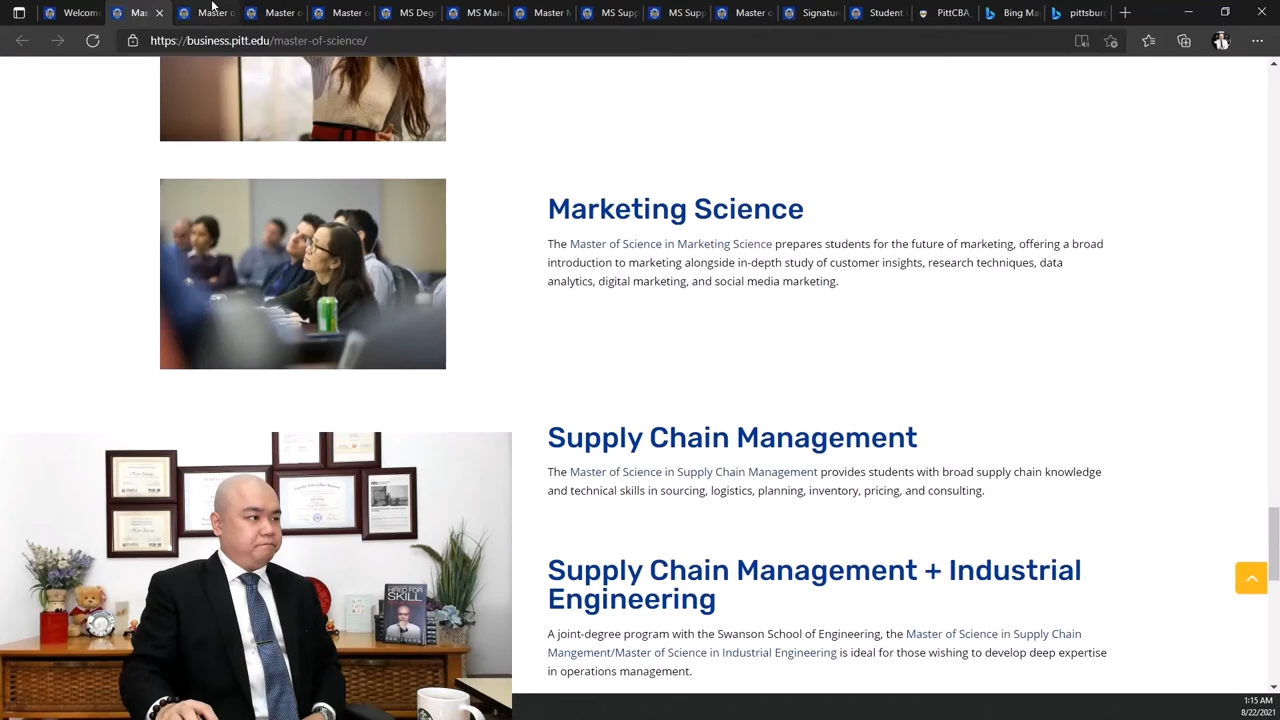 Welcom
Mas
Master o
Master o
Master o
MS Deg
MS Man
Master M
MS Supp
MS Supp
Master o
Signatur
Student
PittCBA
Bing Ma
pittsburg
https://business.pitt.edu/master-of-science/
Marketing Science
The Master of Science in Marketing Science prepares students for the future of marketing, offering a broad
introduction to marketing alongside in-depth study of customer insights, research techniques, data
analytics, digital marketing, and social media marketing.
Supply Chain Management
The Master of Science in Supply Chain Management provides students with broad supply chain knowledge
and technical skills in sourcing, logistics, planning, inventory, pricing, and consulting.
Supply Chain Management + Industrial
Engineering
A joint-degree program with the Swanson School of Engineering, the Master of Science in Supply Chain
Mangement/Master of Science in Industrial Engineering is ideal for those wishing to develop deep expertise
in operations management.
SKILL
1:15 AM
8/22/2021